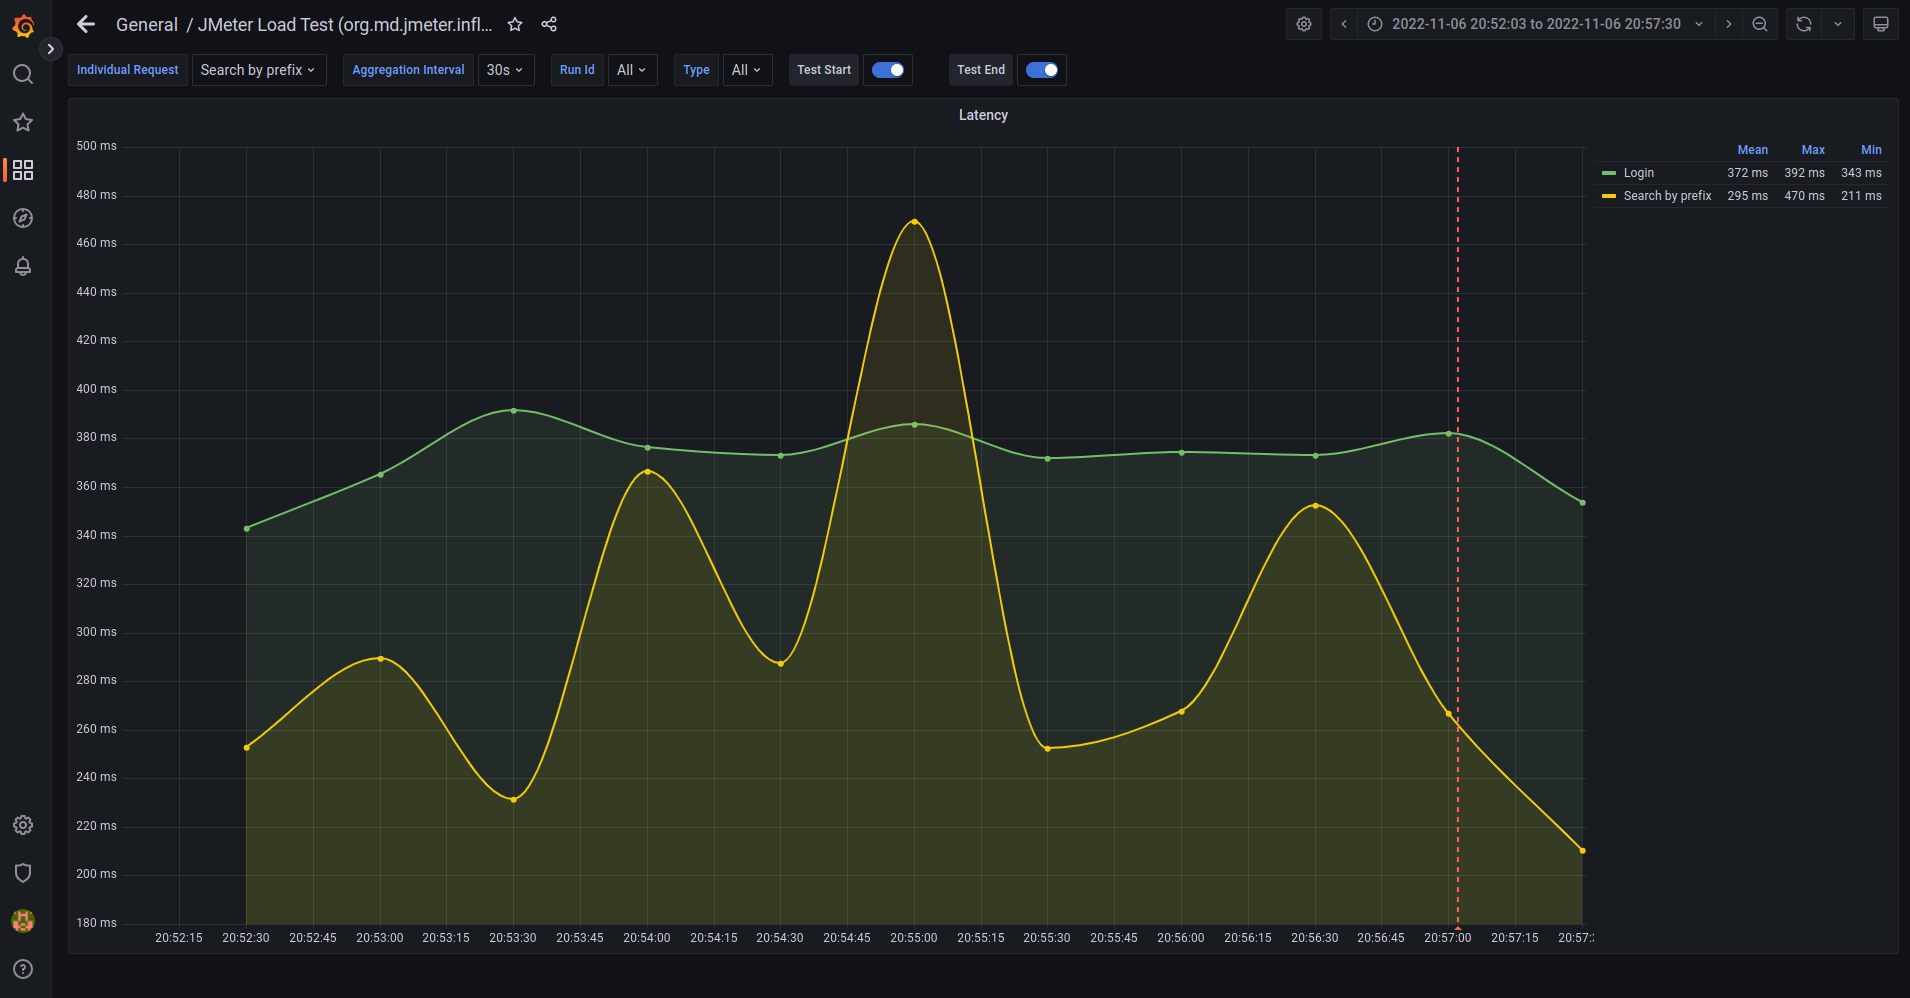 General / JMeter Load Test (org.md.jmeter.infl...
2022-11-06 20:52:03 to 2022-11-06 20:57:30
Individual Request Search by prefix Aggregation Interval 30s Run Id All Type All Test Start Test End
Latency
500 ms
480 ms
460 ms
440 ms
420 ms
400 ms
380 ms
360 ms
340 ms
320 ms
300 ms
280 ms
260 ms
240 ms
220 ms
200 ms
180 ms
20:52:15 20:52:30 20:52:45 20:53:00 20:53:15 20:53:30 20:53:45 20:54:00 20:54:15 20:54:30 20:54:45 20:55:00 20:55:15 20:55:30 20:55:45 20:56:00 20:56:15 20:56:30 20:56:45 20:57:00 20:57:15 20:57:
Mean Max Min
Login 372 ms 392 ms 343 ms
Search by prefix 295 ms 470 ms 211 ms